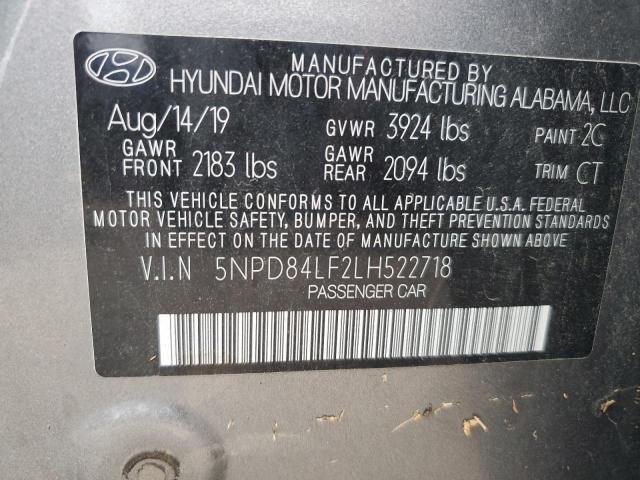 MANUFACTURED BY
HYUNDAI MOTOR MANUFACTURING ALABAMA, LLC
Aug/14/19 GVWR 3924 lbs PAINT 2C
GAWR FRONT 2183 lbs GAWR REAR 2094 lbs TRIM CT
THIS VEHICLE CONFORMS TO ALL APPLICABLE U.S.A. FEDERAL
MOTOR VEHICLE SAFETY, BUMPER, AND THEFT PREVENTION STANDARDS
IN EFFECT ON THE DATE OF MANUFACTURE SHOWN ABOVE
V.I.N 5NPD84LF2LH522718
PASSENGER CAR